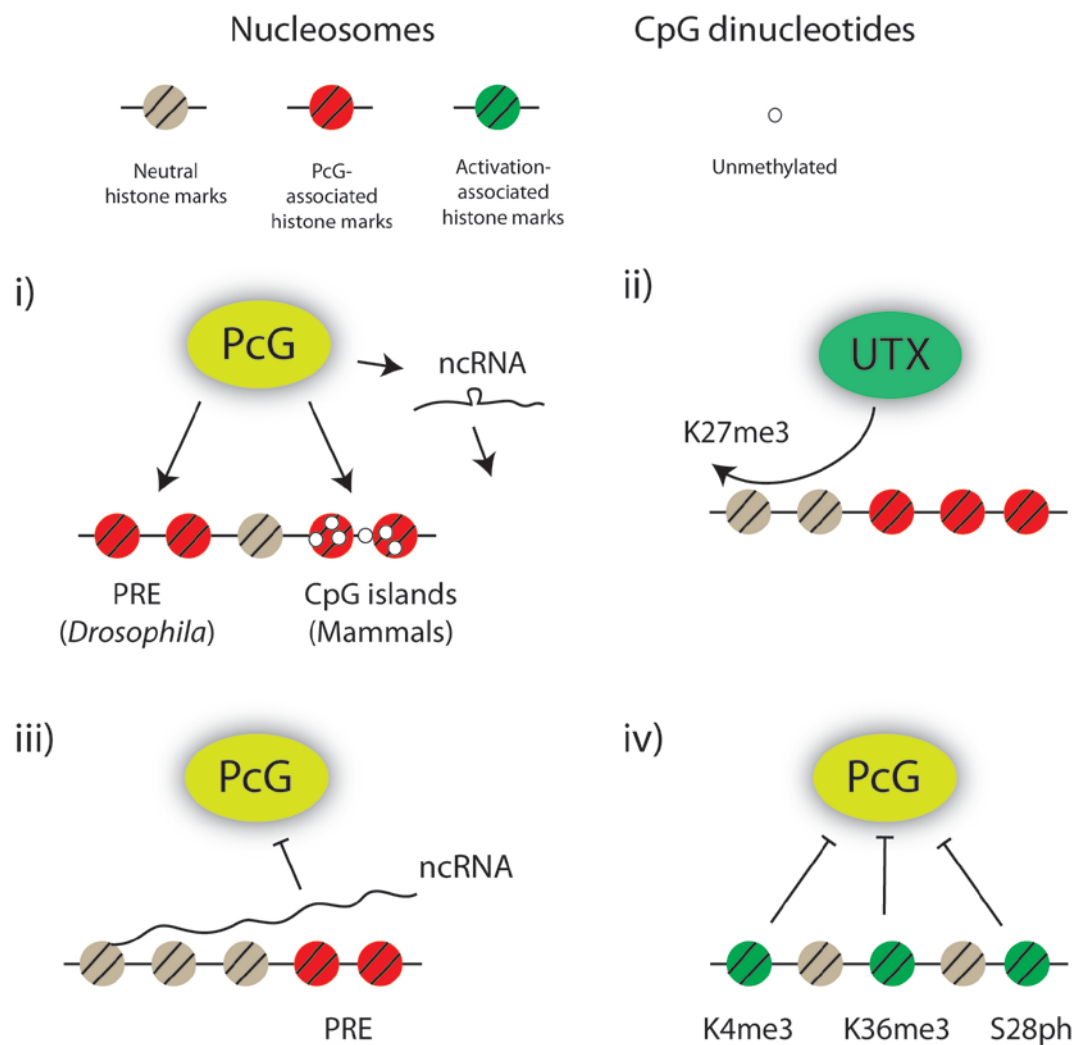 Nucleosomes
CpG dinucleotides
Neutral
histone marks
PcG-
associated
histone marks
Activation-
associated
histone marks
Unmethylated
i)
PcG
ncRNA
PRE
(Drosophila)
CpG islands
(Mammals)
ii)
UTX
K27me3
iii)
PcG
ncRNA
PRE
iv)
PcG
K4me3
K36me3
S28ph